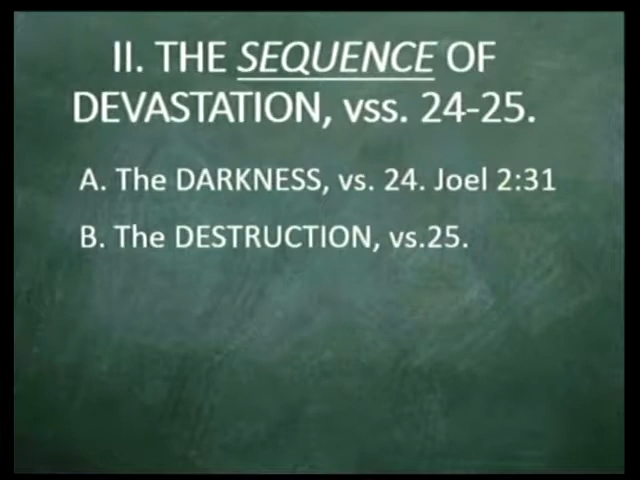 II. THE SEQUENCE OF
DEVASTATION, vss. 24-25.
A. The DARKNESS, vs. 24. Joel 2:31
B. The DESTRUCTION, vs.25.